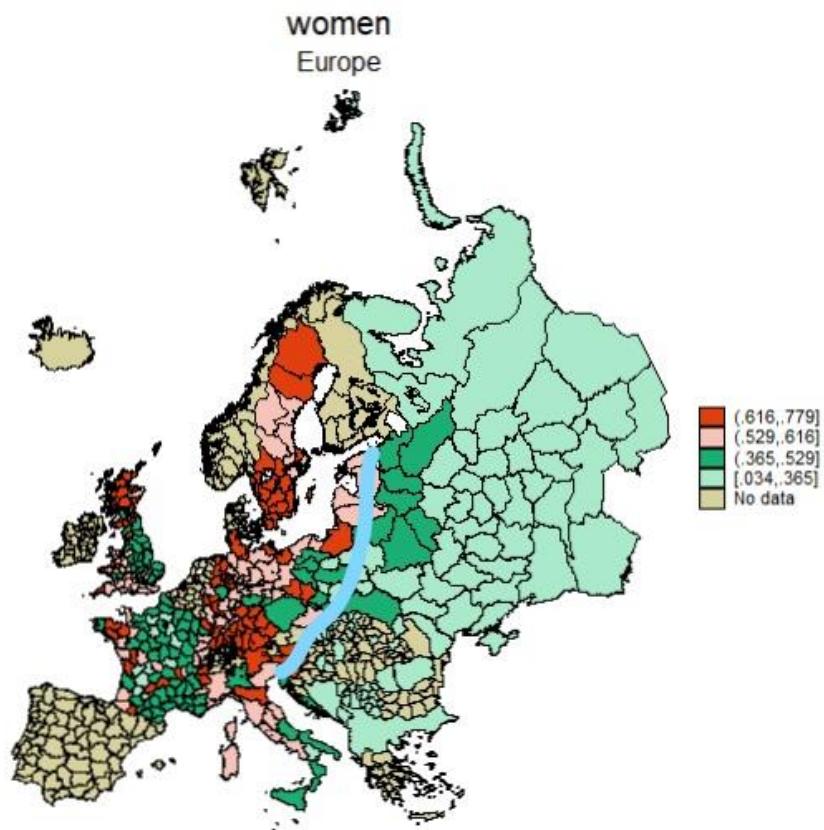 women
Europe
(.616,.779]
(.529,.616]
(.365,.529]
[.034,.365]
No data